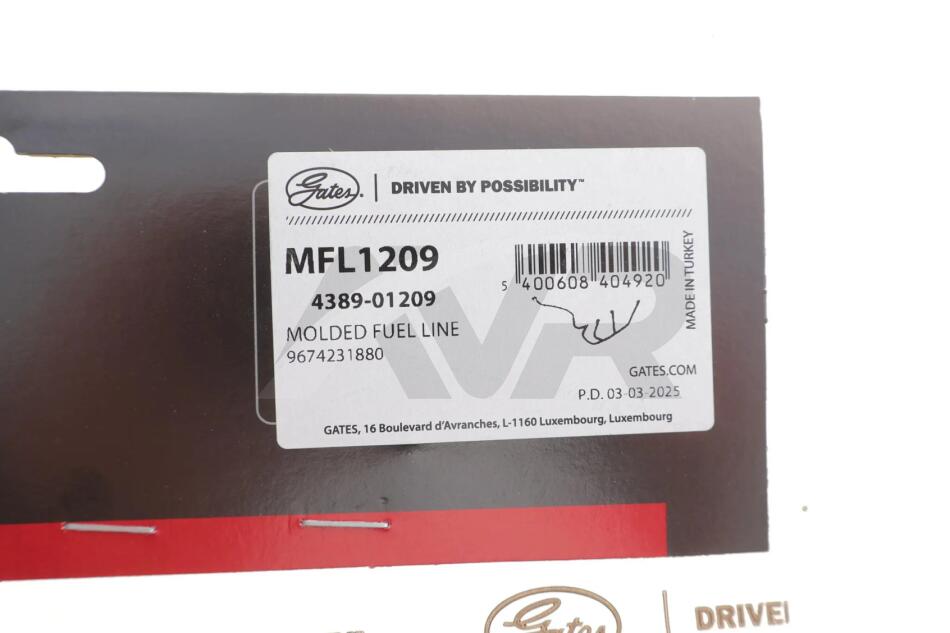 Gates. | DRIVEN BY POSSIBILITY™
MFL1209
4389-01209
MOLDED FUEL LINE
9674231880
5 400608 404920
MADE IN TURKEY
GATES.COM
P.D. 03-03-2025
GATES, 16 Boulevard d'Avranches, L-1160 Luxembourg, Luxembourg
AVR
Gates | DRIVE